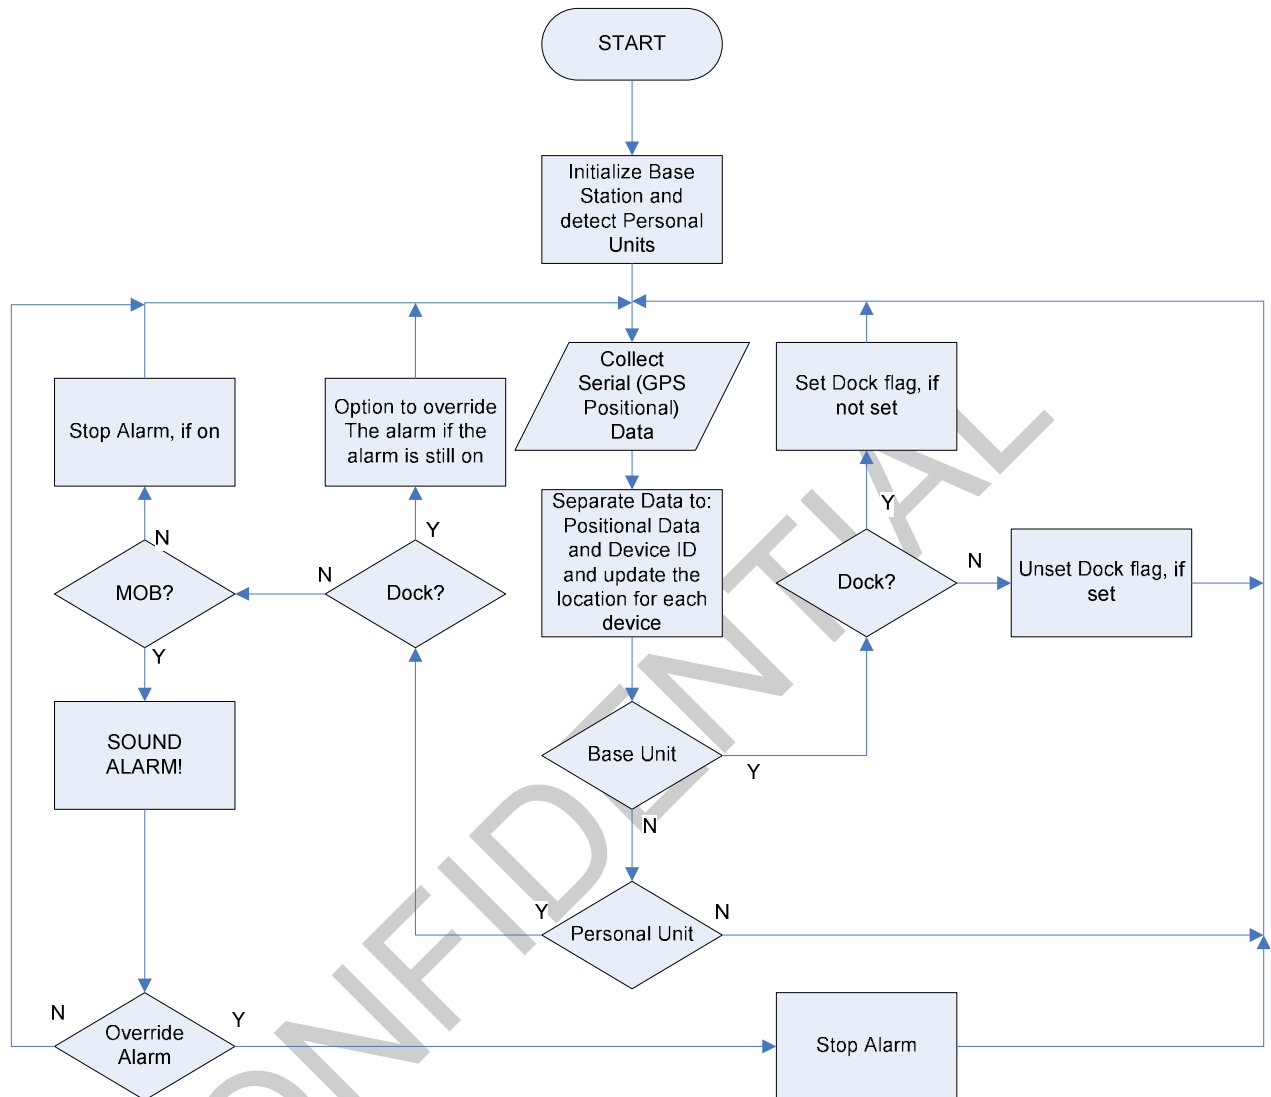 START
Initialize Base
Station and
detect Personal
Units
Collect
Serial (GPS
Positional)
Data
Set Dock flag, if
not set
Stop Alarm, if on
Option to override
The alarm if the
alarm is still on
Separate Data to:
Positional Data
and Device ID
and update the
location for each
device
Y
N
Y
MOB?
N
Dock?
Dock?
N
Unset Dock flag, if
set
Y
SOUND
ALARM!
Base Unit
Y
N
Y
Personal Unit
N
N
Override
Alarm
Y
Stop Alarm
ONFIDENTIAL